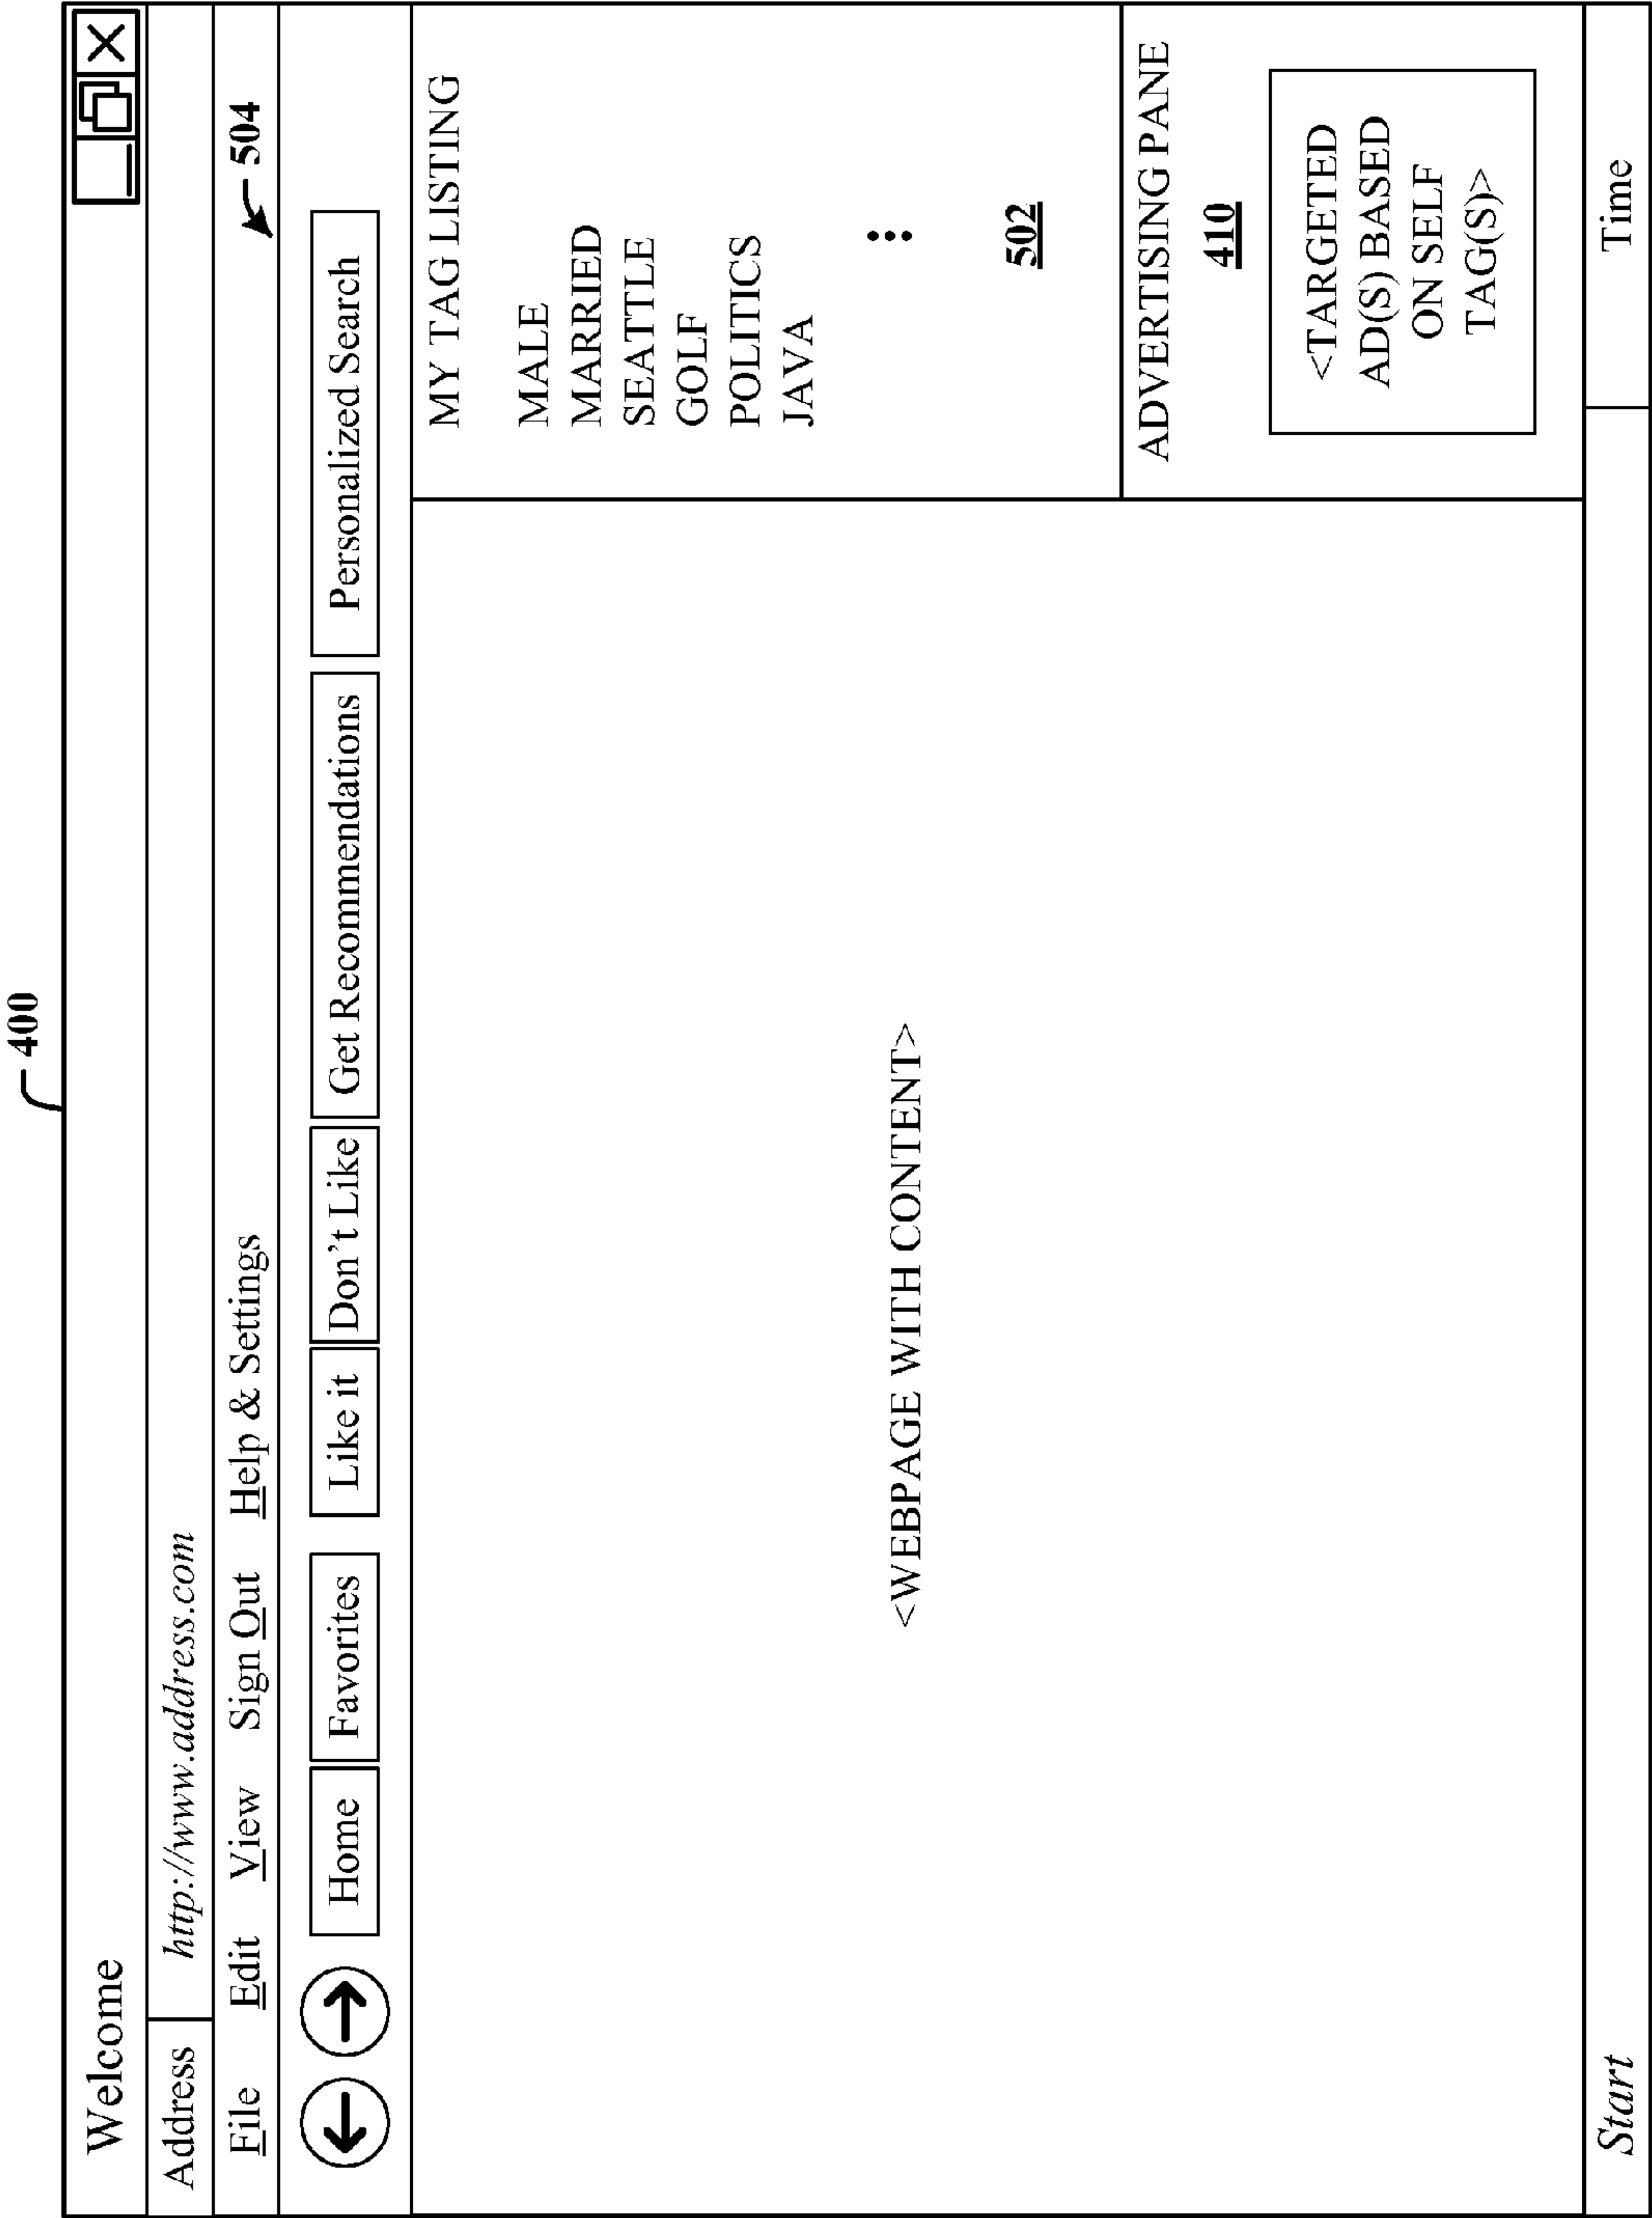 400
Welcome
Address http://www.address.com
File Edit View Sign Out Help & Settings
504
Home Favorites Like it Don't Like Get Recommendations Personalized Search
<WEBPAGE WITH CONTENT>
MY TAG LISTING
MALE
MARRIED
SEATTLE
GOLF
POLITICS
JAVA
502
ADVERTISING PANE
410
<TARGETED
AD(S) BASED
ON SELF
TAG(S)>
Start Time